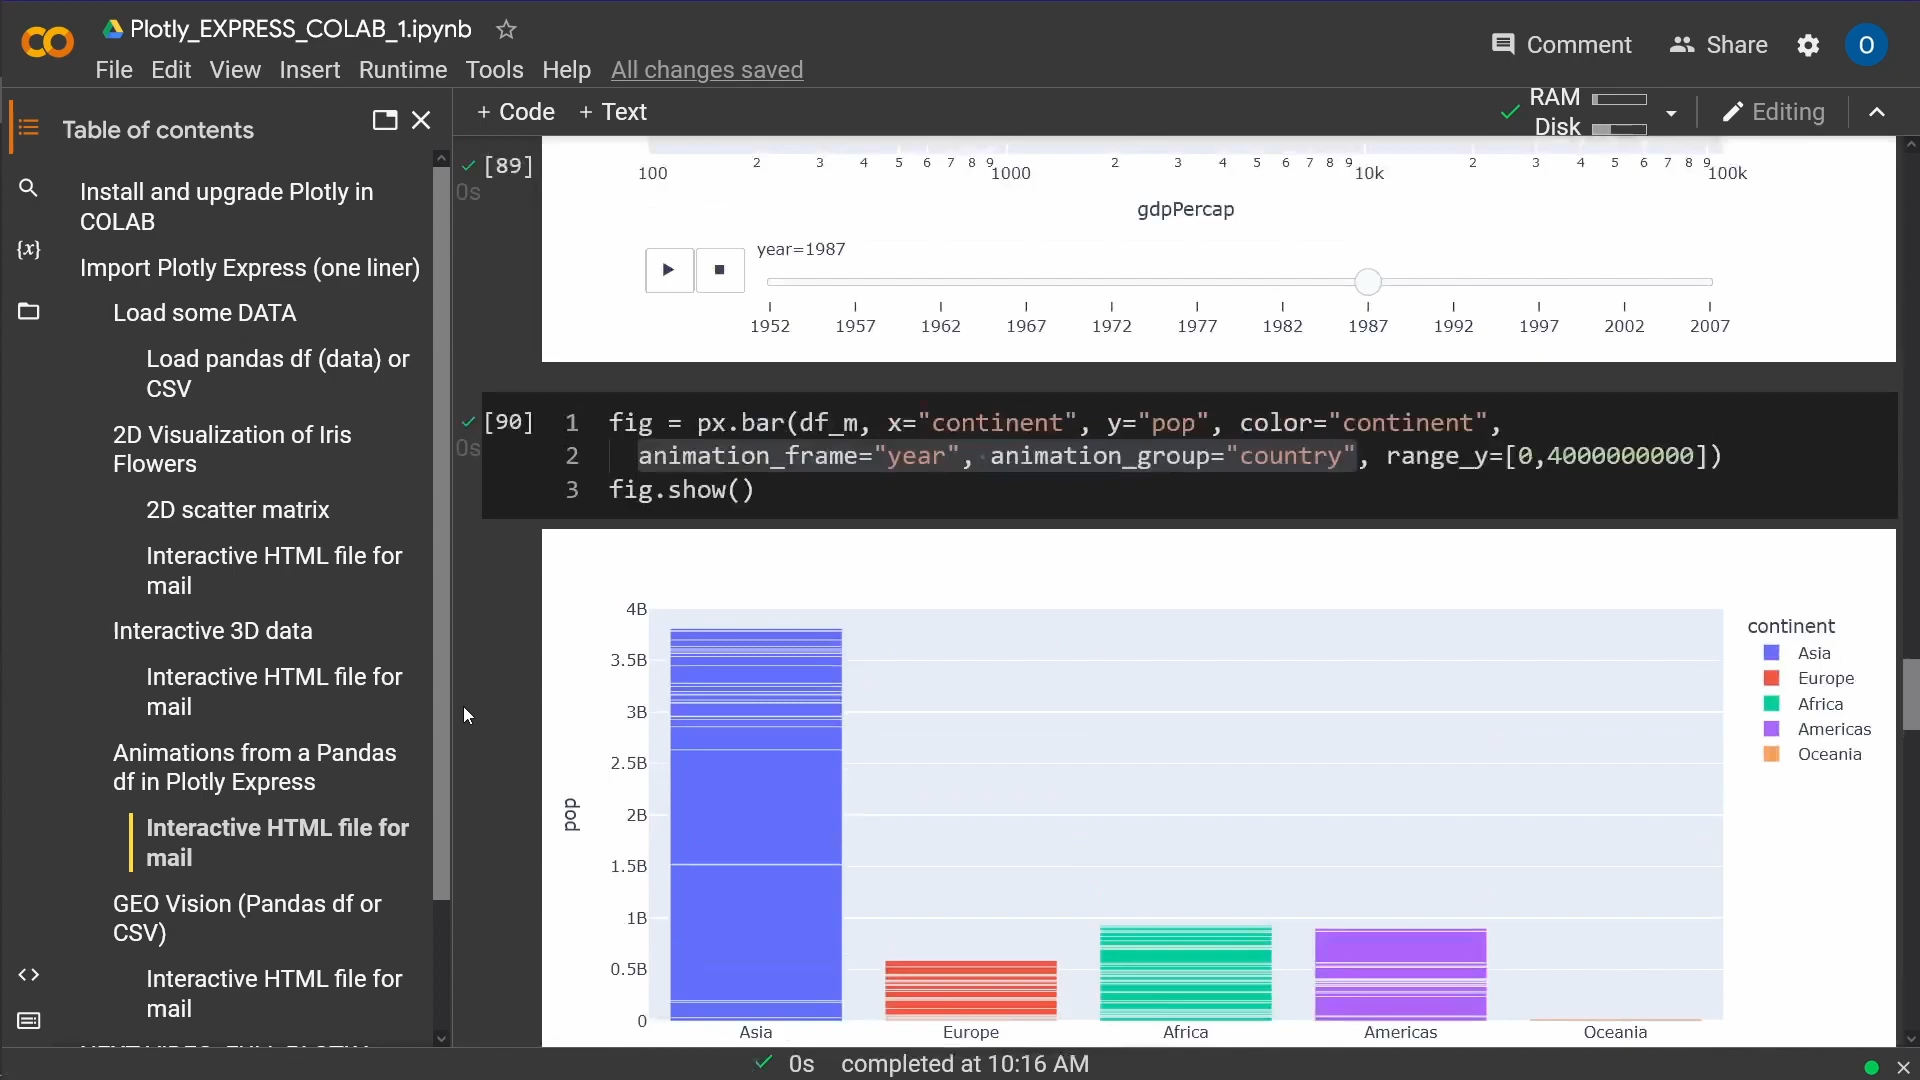 Plotly_EXPRESS_COLAB_1.ipynb
Comment
Share
O
File Edit View Insert Runtime Tools Help All changes saved
Table of contents
+ Code + Text
RAM
Disk
Editing
Install and upgrade Plotly in
COLAB
Import Plotly Express (one liner)
Load some DATA
Load pandas df (data) or
CSV
2D Visualization of Iris
Flowers
2D scatter matrix
Interactive HTML file for
mail
Interactive 3D data
Interactive HTML file for
mail
Animations from a Pandas
df in Plotly Express
Interactive HTML file for
mail
GEO Vision (Pandas df or
CSV)
Interactive HTML file for
mail
{x}
[89]
0s
100 2 3 4 5 6 7 8 9 1000 2 3 4 5 6 7 8 9 10k 2 3 4 5 6 7 8 9 100k
gdpPercap
year=1987
1952 1957 1962 1967 1972 1977 1982 1987 1992 1997 2002 2007
[90]
0s
1 fig = px.bar(df_m, x="continent", y="pop", color="continent",
2 animation_frame="year", animation_group="country", range_y=[0,4000000000])
3 fig.show()
4B
3.5B
3B
2.5B
2B
1.5B
1B
0.5B
0
pop
Asia Europe Africa Americas Oceania
continent
Asia
Europe
Africa
Americas
Oceania
0s completed at 10:16 AM